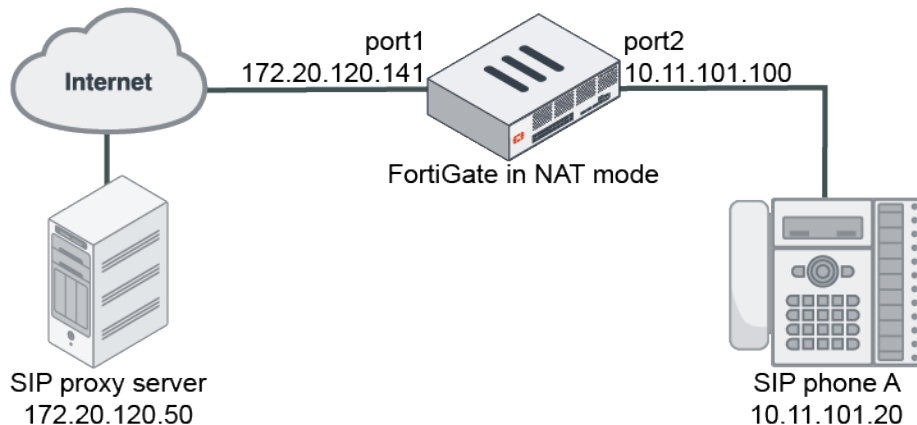 Internet
port1
172.20.120.141
port2
10.11.101.100
FortiGate in NAT mode
SIP proxy server
172.20.120.50
SIP phone A
10.11.101.20